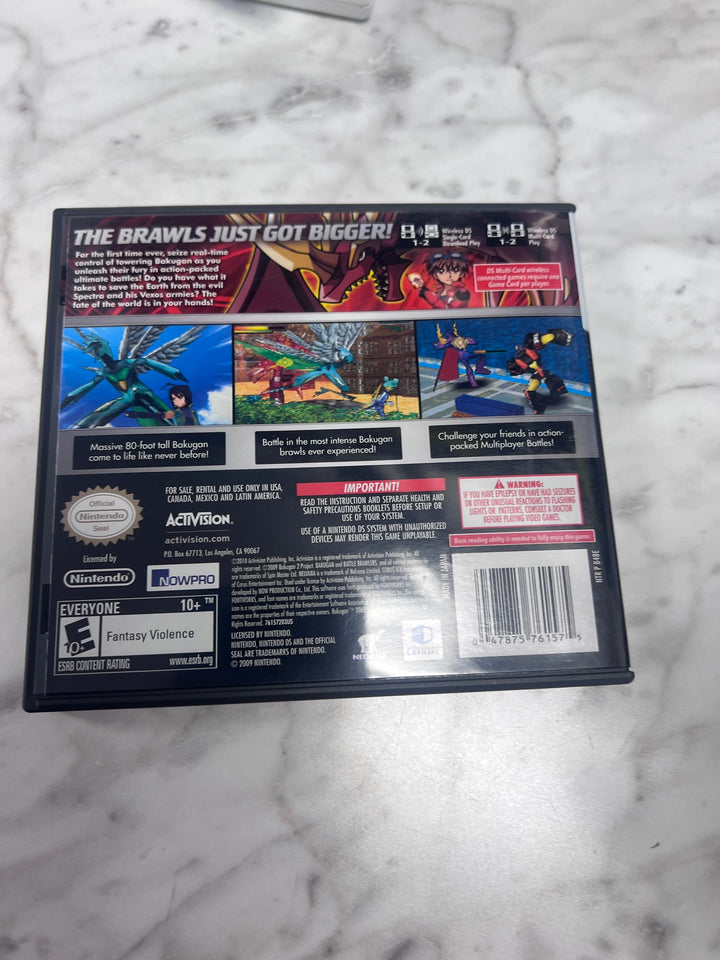 THE BRAWLS JUST GOT BIGGER!
For the first time ever, seize real-time
control of towering Bakugan as you
unleash their fury in action-packed
ultimate battles! Do you have what it
takes to save the Earth from the evil
Spectra and his Vexos armies? The
fate of the world is in your hands!
1-2
Wireless DS
Single-Card
Download Play
1-2
Wireless DS
Multi-Card
Play
DS Multi-Card wireless
connected games require one
Game Card per player.
Massive 80-foot tall Bakugan
come to life like never before!
Battle in the most intense Bakugan
brawls ever experienced!
Challenge your friends in action-
packed Multiplayer Battles!
Official
Nintendo
Seal
FOR SALE, RENTAL AND USE ONLY IN USA,
CANADA, MEXICO AND LATIN AMERICA.
ACTIVISION
activision.com
P.O. Box 67713, Los Angeles, CA 90067
IMPORTANT!
READ THE INSTRUCTION AND SEPARATE HEALTH AND
SAFETY PRECAUTIONS BOOKLETS BEFORE SETUP OR
USE OF YOUR SYSTEM.
USE OF A NINTENDO DS SYSTEM WITH UNAUTHORIZED
DEVICES MAY RENDER THIS GAME UNPLAYABLE.
WARNING:
IF YOU HAVE EPILEPSY OR HAVE HAD SEIZURES
OR OTHER UNUSUAL REACTIONS TO FLASHING
LIGHTS OR PATTERNS, CONSULT A DOCTOR
BEFORE PLAYING VIDEO GAMES.
Basic reading ability is needed to fully enjoy this game.
Licensed by
Nintendo
NOWPRO
EVERYONE 10+ ™
E
10+
Fantasy Violence
ESRB CONTENT RATING www.esrb.org
Rights Reserved. 76157203US
LICENSED BY NINTENDO.
NINTENDO, NINTENDO DS AND THE OFFICIAL
SEAL ARE TRADEMARKS OF NINTENDO.
© 2009 NINTENDO.
CRIWARE
MADE IN JAPAN
0 47875 76157 5
NTR P B4BE